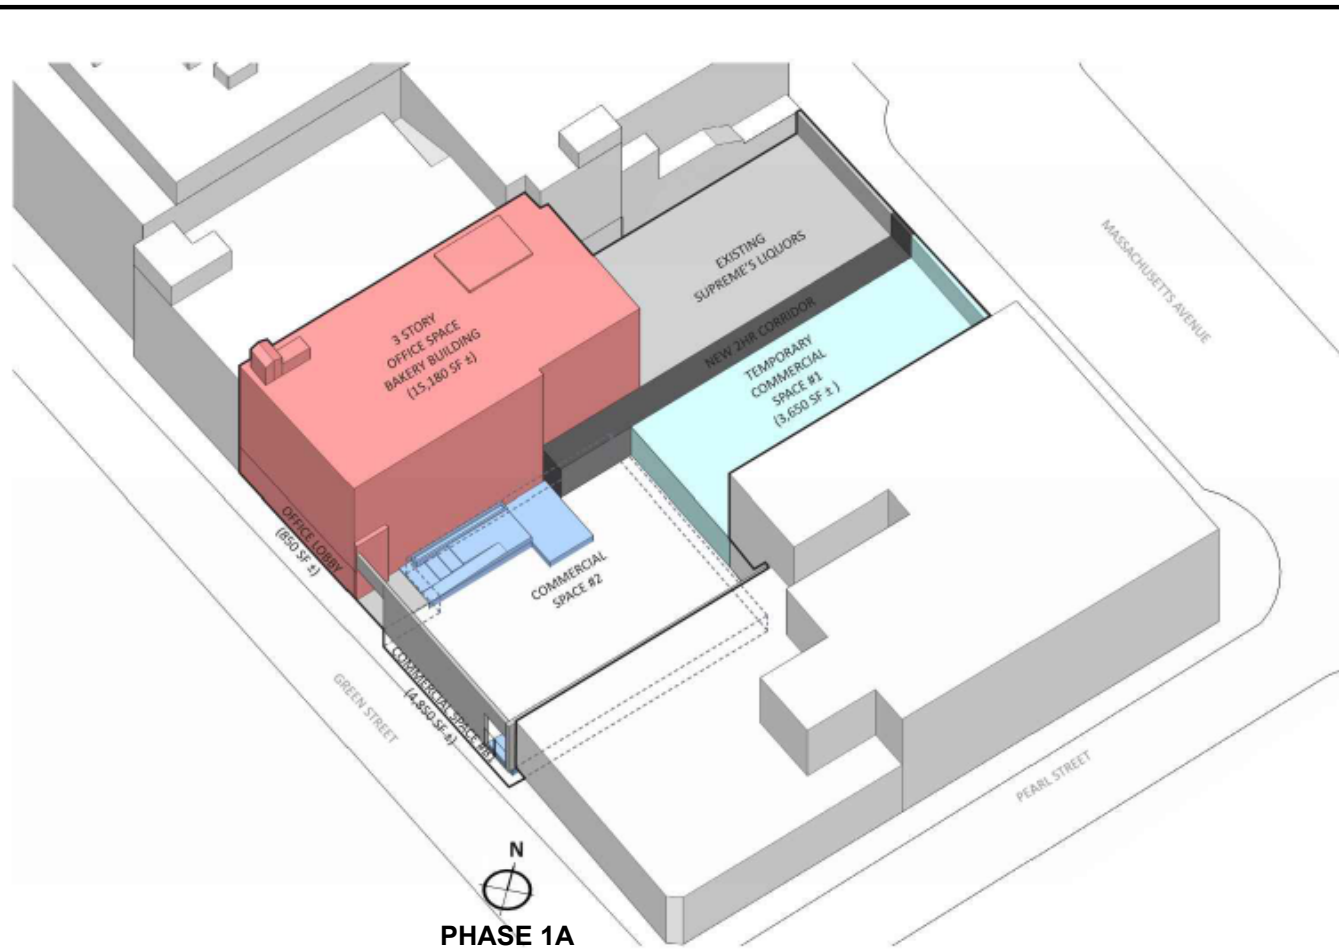 MASSACHUSETTS AVENUE
EXISTING
SUPREME'S LIQUORS
NEW 2HR CORRIDOR
3 STORY
OFFICE SPACE
BAKERY BUILDING
(15,180 SF ±)
TEMPORARY
COMMERCIAL
SPACE #1
(3,650 SF ±)
OFFICE LOBBY
(850 SF ±)
COMMERCIAL
SPACE #2
COMMERCIAL SPACE #3
(4,850 SF ±)
GREEN STREET
PEARL STREET
N
PHASE 1A